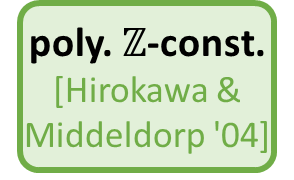 poly. ℤ-const.
[Hirokawa &
Middeldorp '04]